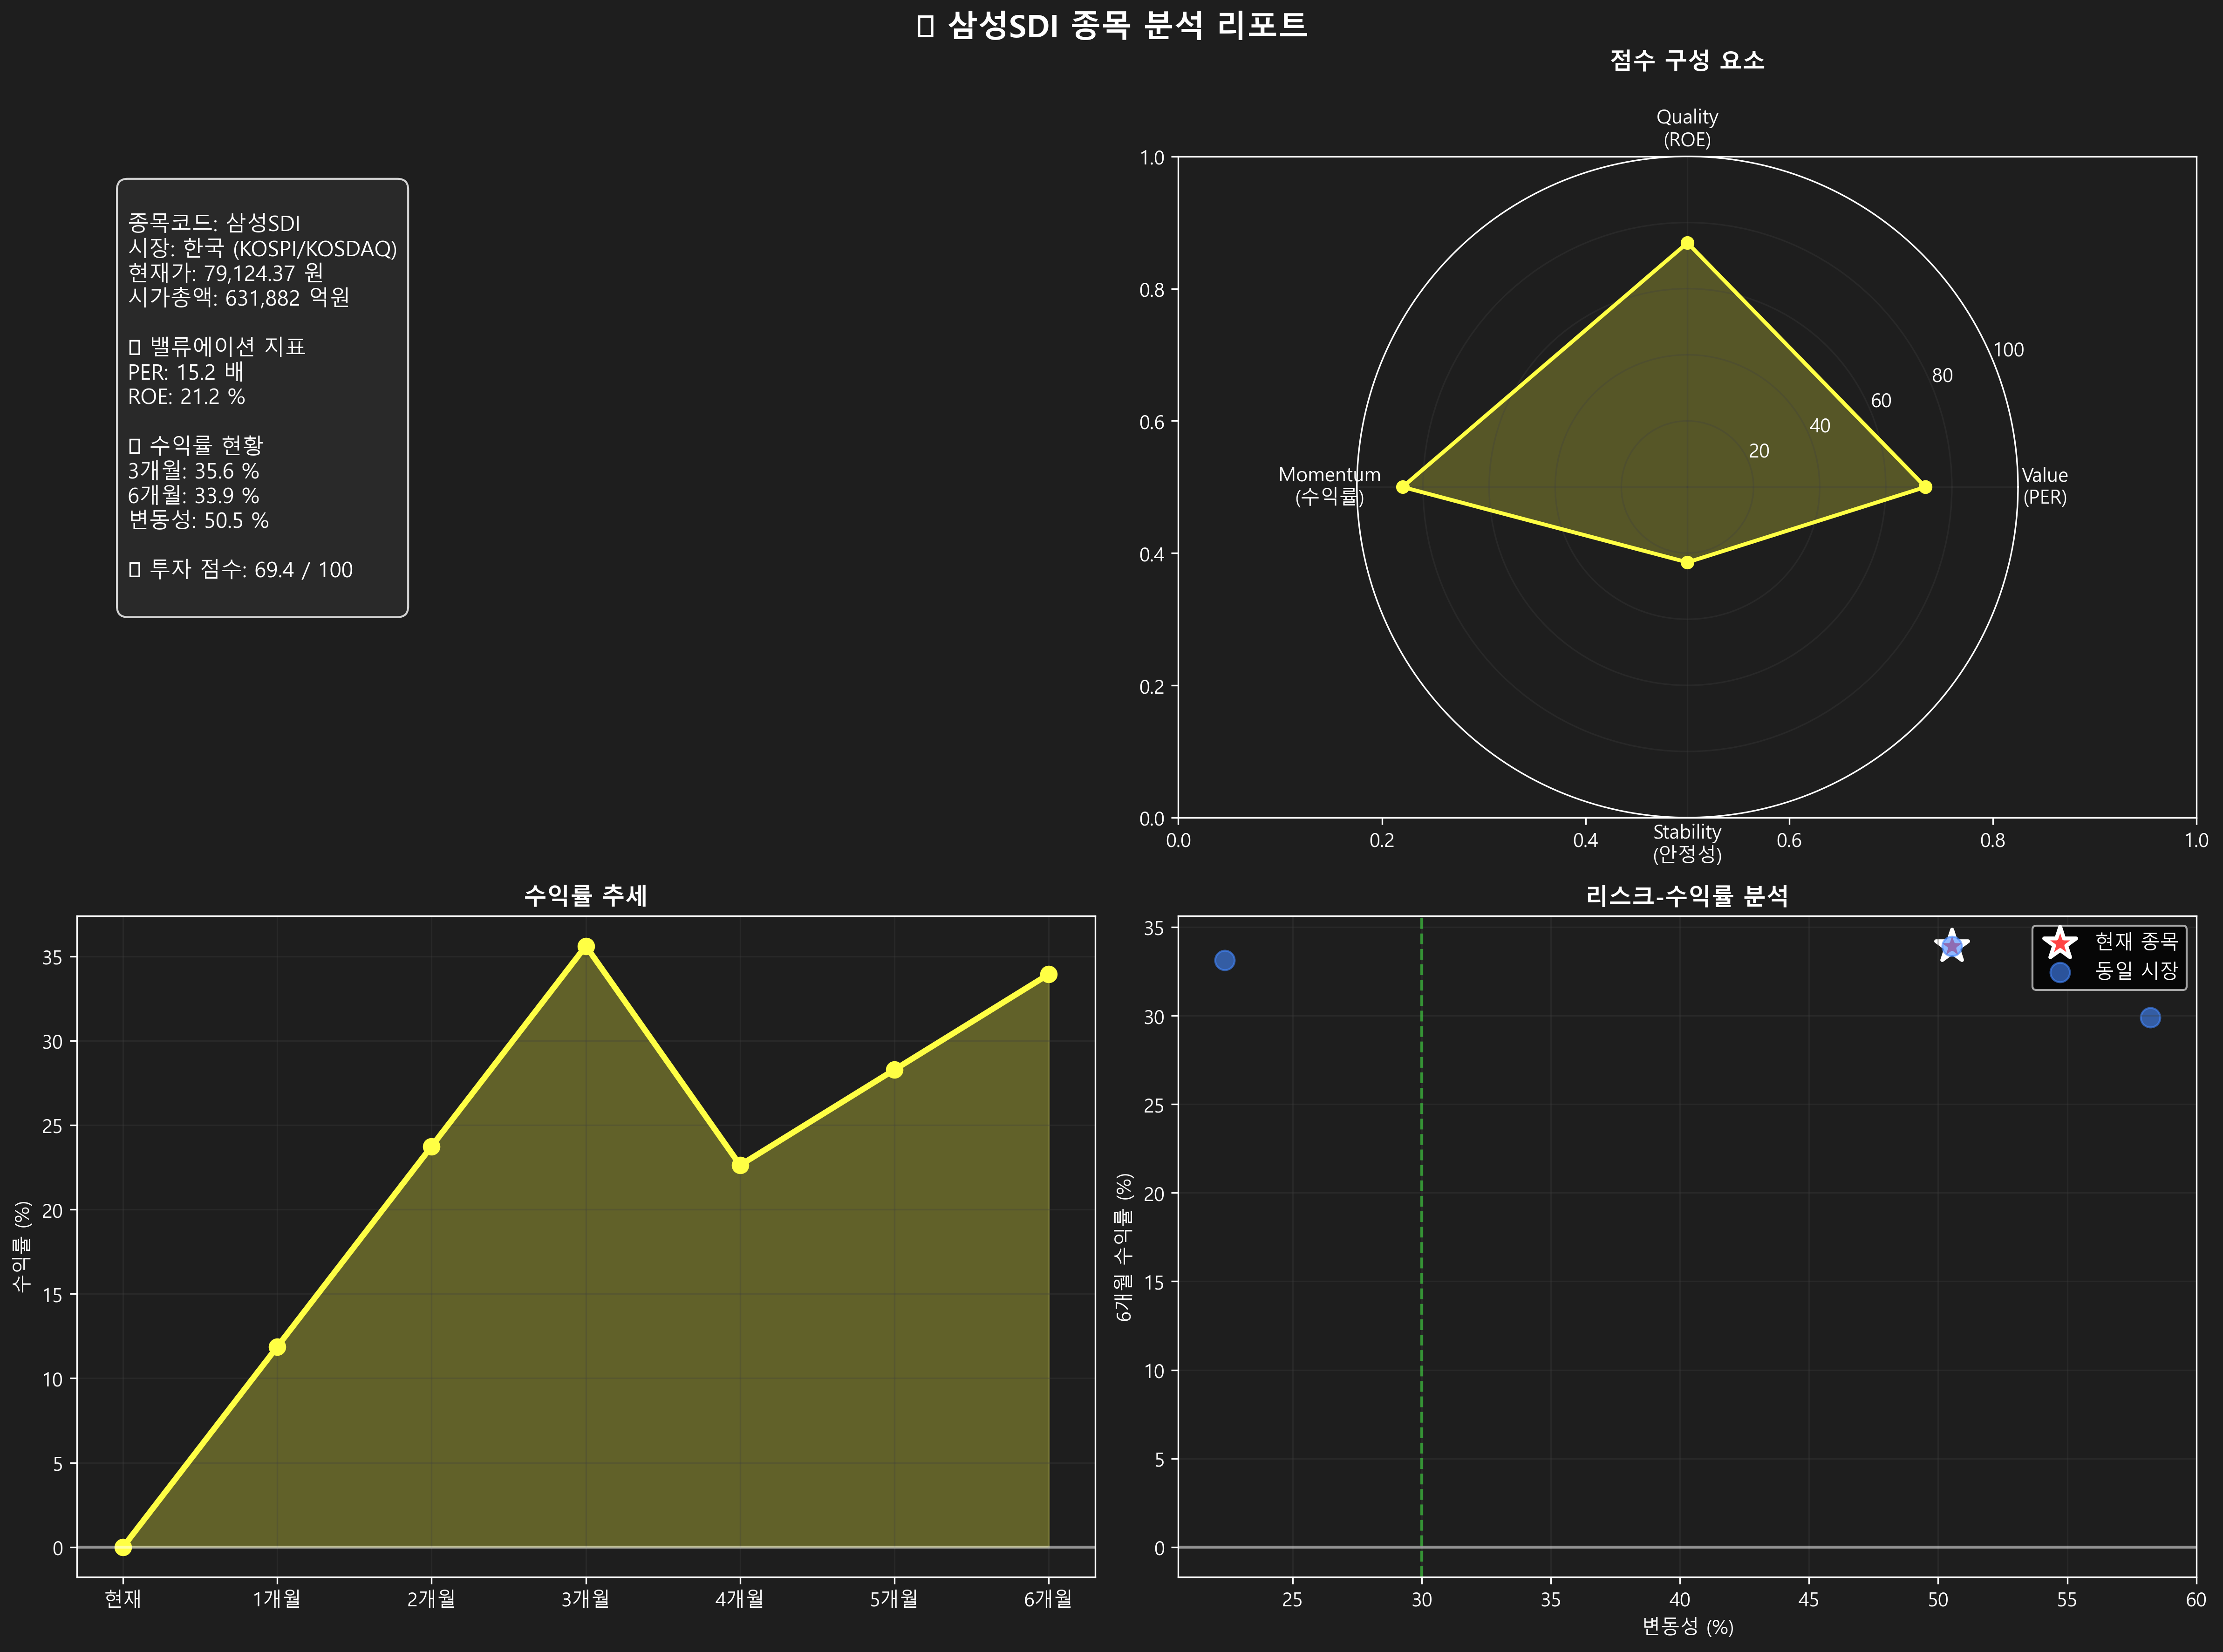 삼성SDI 종목 분석 리포트
종목코드: 삼성SDI
시장: 한국 (KOSPI/KOSDAQ)
현재가: 79,124.37 원
시가총액: 631,882 억원
밸류에이션 지표
PER: 15.2 배
ROE: 21.2 %
수익률 현황
3개월: 35.6 %
6개월: 33.9 %
변동성: 50.5 %
투자 점수: 69.4 / 100
점수 구성 요소
Quality
(ROE)
1.0
0.8
0.6
0.4
0.2
0.0
100
80
60
40
20
Momentum
(수익률)
Value
(PER)
Stability
(안정성)
0.0
0.2
0.4
0.6
0.8
1.0
수익률 추세
수익률 (%)
35
30
25
20
15
10
5
0
현재
1개월
2개월
3개월
4개월
5개월
6개월
리스크-수익률 분석
현재 종목
동일 시장
6개월 수익률 (%)
35
30
25
20
15
10
5
0
25
30
35
40
45
50
55
60
변동성 (%)